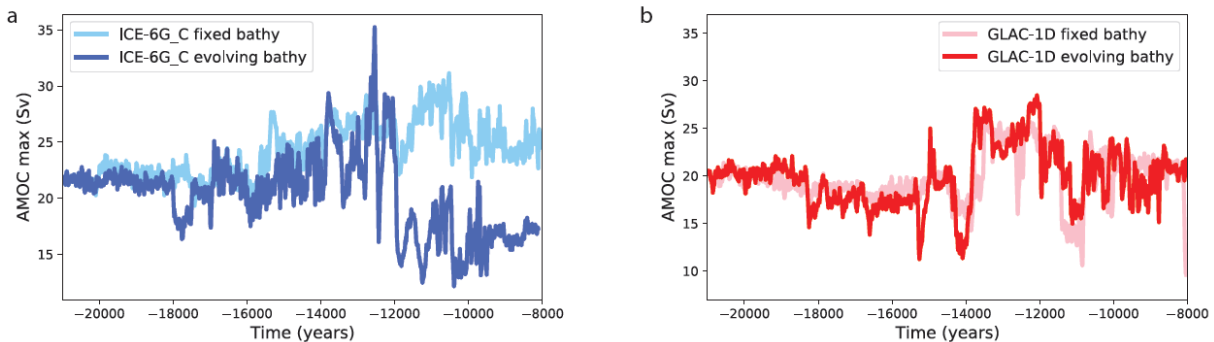 a
ICE-6G_C fixed bathy
ICE-6G_C evolving bathy
AMOC max (Sv)
35
30
25
20
15
−20000 −18000 −16000 −14000 −12000 −10000 −8000
Time (years)
b
GLAC-1D fixed bathy
GLAC-1D evolving bathy
AMOC max (Sv)
35
30
25
20
15
10
−20000 −18000 −16000 −14000 −12000 −10000 −8000
Time (years)